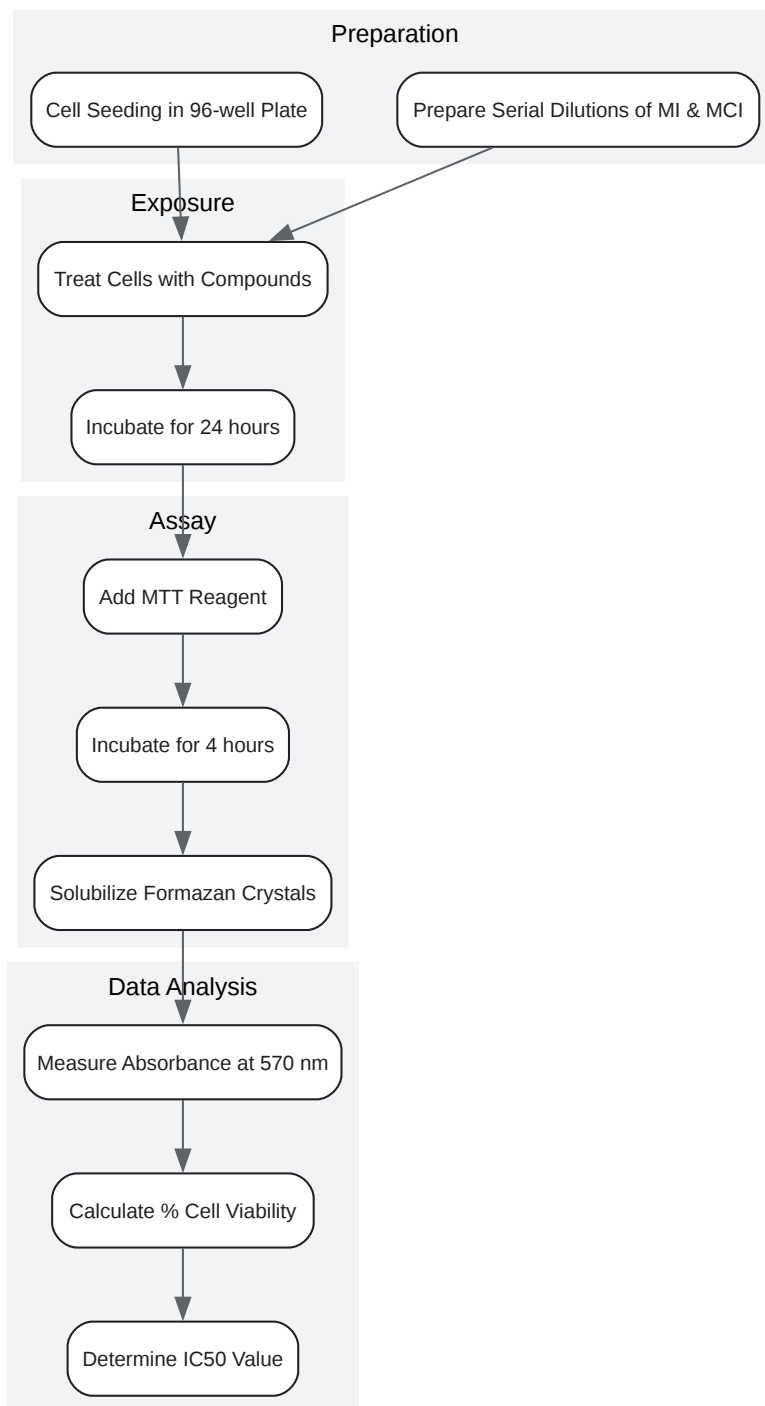 Preparation
Cell Seeding in 96-well Plate
Prepare Serial Dilutions of MI & MCI
Exposure
Treat Cells with Compounds
Incubate for 24 hours
Assay
Add MTT Reagent
Incubate for 4 hours
Solubilize Formazan Crystals
Data Analysis
Measure Absorbance at 570 nm
Calculate % Cell Viability
Determine IC50 Value